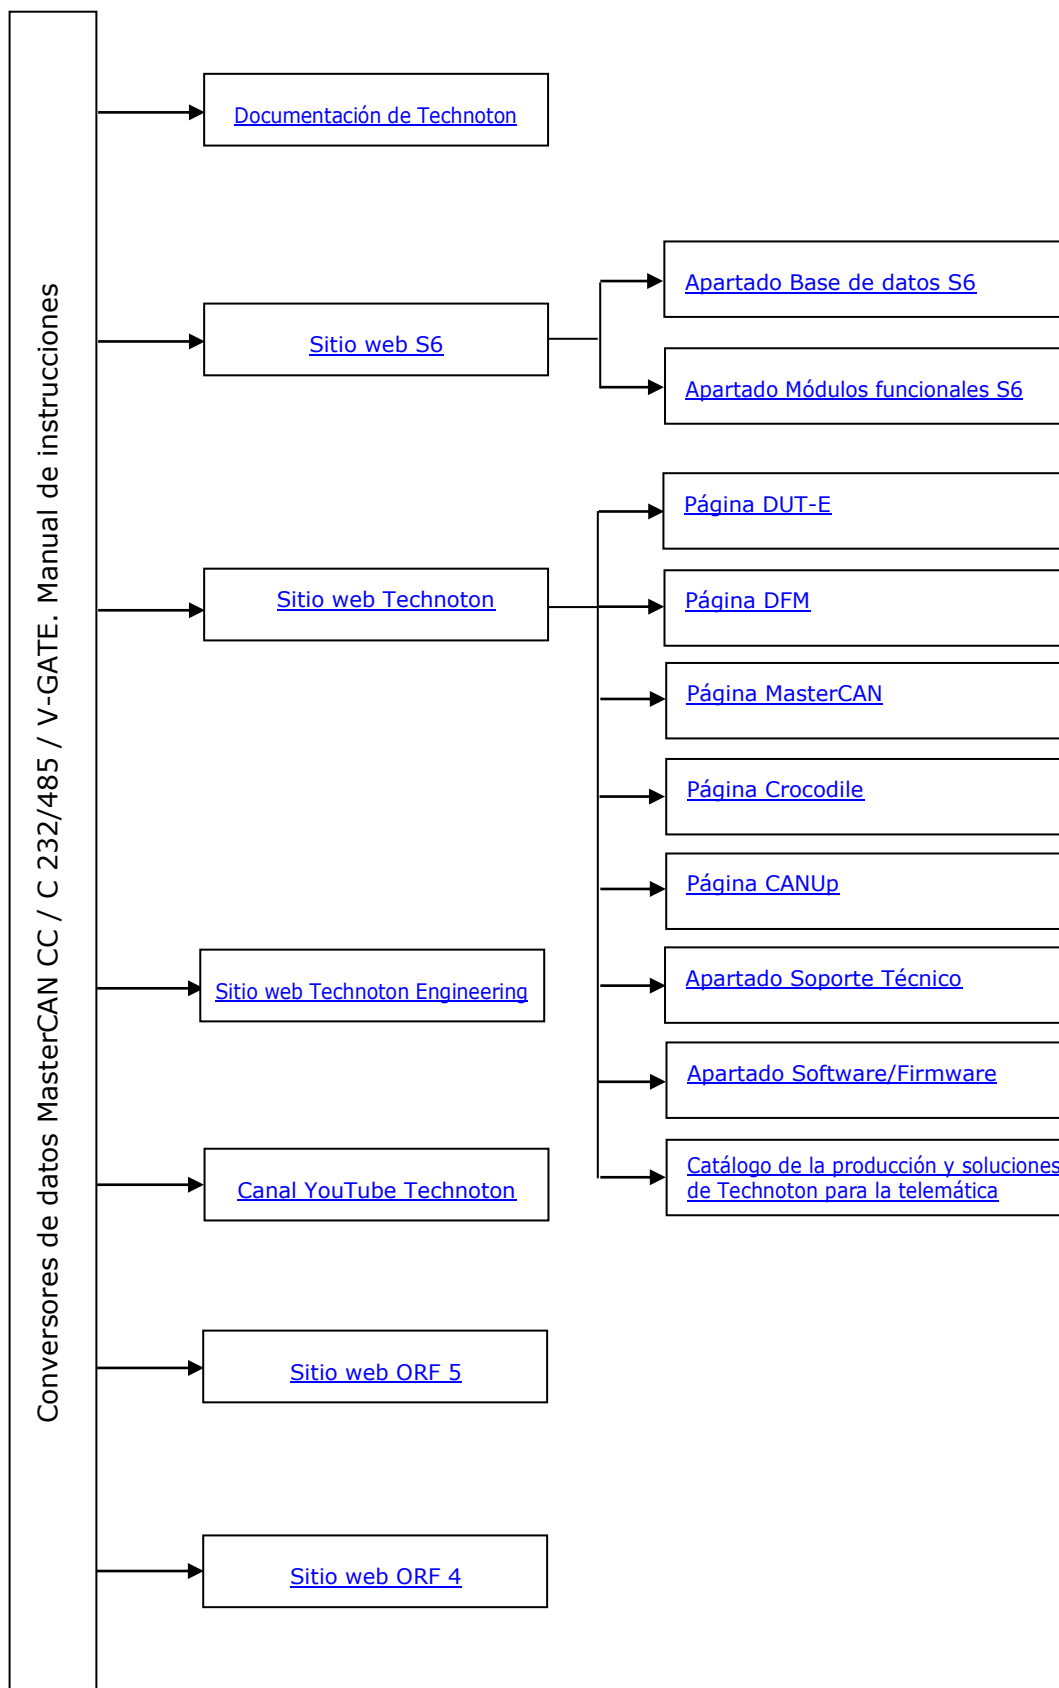 Conversores de datos MasterCAN CC / C 232/485 / V-GATE. Manual de instrucciones
Documentación de Technoton
Sitio web S6
Apartado Base de datos S6
Apartado Módulos funcionales S6
Sitio web Technoton
Página DUT-E
Página DFM
Página MasterCAN
Página Crocodile
Página CANUp
Apartado Soporte Técnico
Apartado Software/Firmware
Catálogo de la producción y soluciones
de Technoton para la telemática
Sitio web Technoton Engineering
Canal YouTube Technoton
Sitio web ORF 5
Sitio web ORF 4